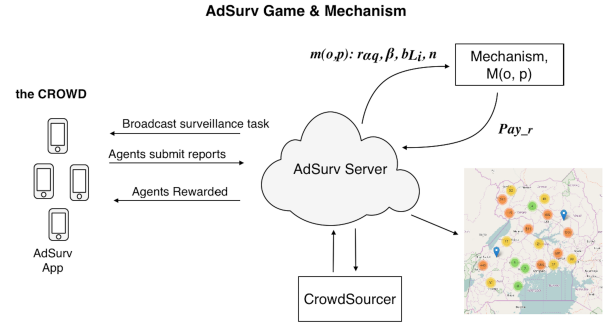 AdSurv Game & Mechanism
m(o,p): rαq, β, bLi, n
Mechanism,
M(o, p)
the CROWD
Broadcast surveillance task
Pay_r
Agents submit reports
AdSurv Server
Agents Rewarded
AdSurv
App
CrowdSourcer